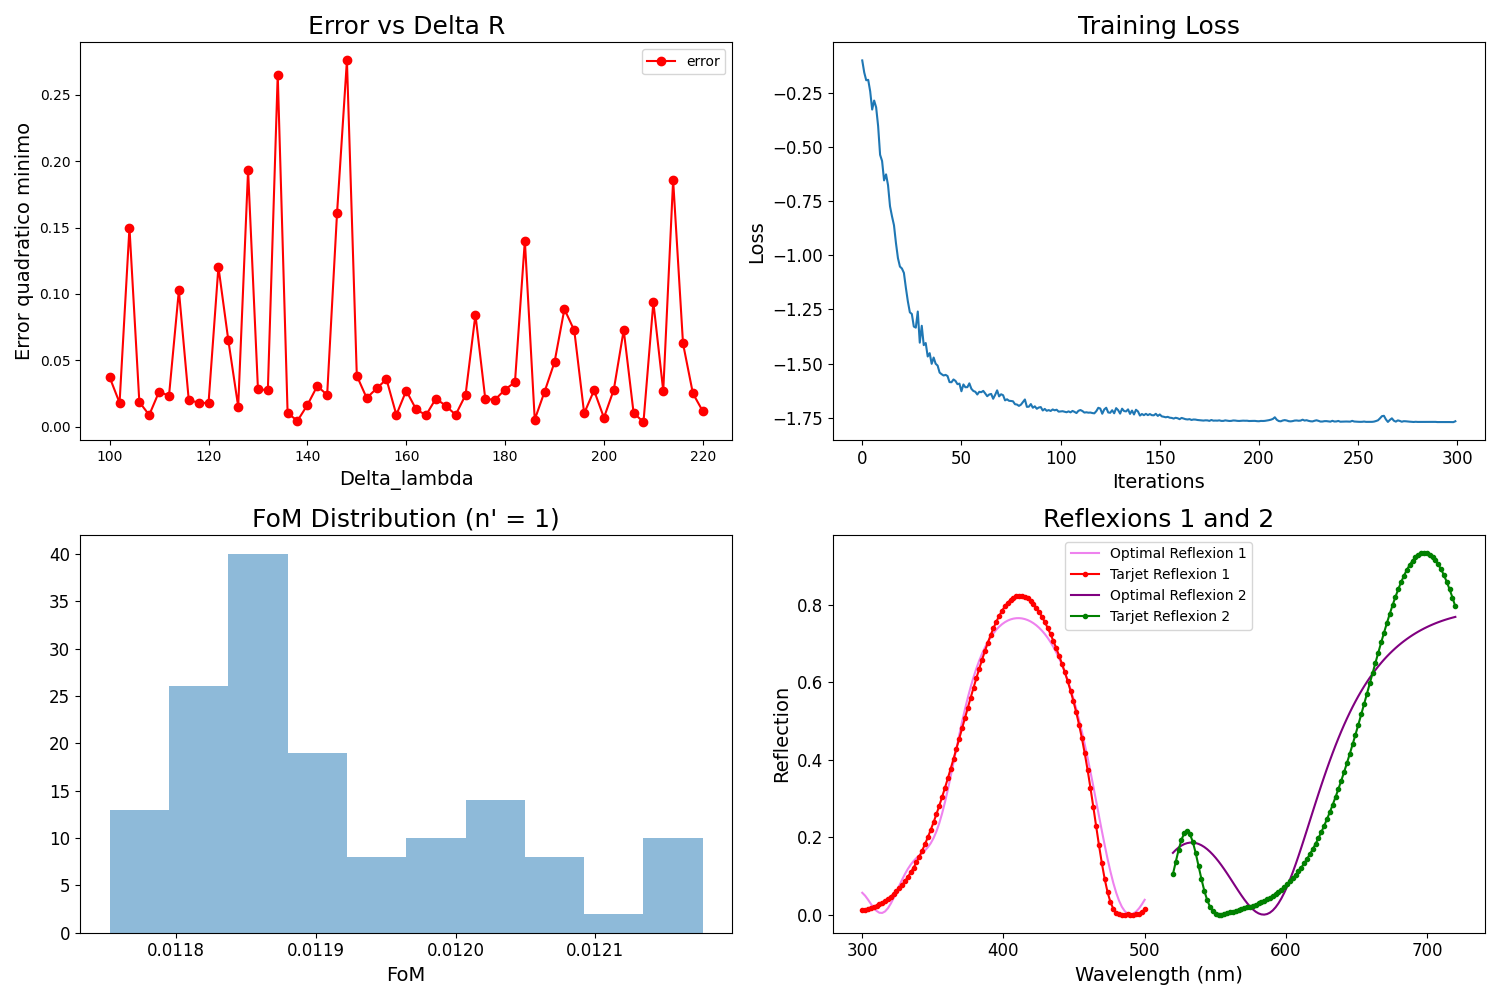 Error vs Delta R
error
Error quadratico minimo
0.25
0.20
0.15
0.10
0.05
0.00
100 120 140 160 180 200 220
Delta_lambda
Training Loss
Loss
−0.25
−0.50
−0.75
−1.00
−1.25
−1.50
−1.75
0 50 100 150 200 250 300
Iterations
FoM Distribution (n' = 1)
40
35
30
25
20
15
10
5
0
0.0118 0.0119 0.0120 0.0121
FoM
Reflexions 1 and 2
Optimal Reflexion 1
Tarjet Reflexion 1
Optimal Reflexion 2
Tarjet Reflexion 2
Reflection
0.8
0.6
0.4
0.2
0.0
300 400 500 600 700
Wavelength (nm)